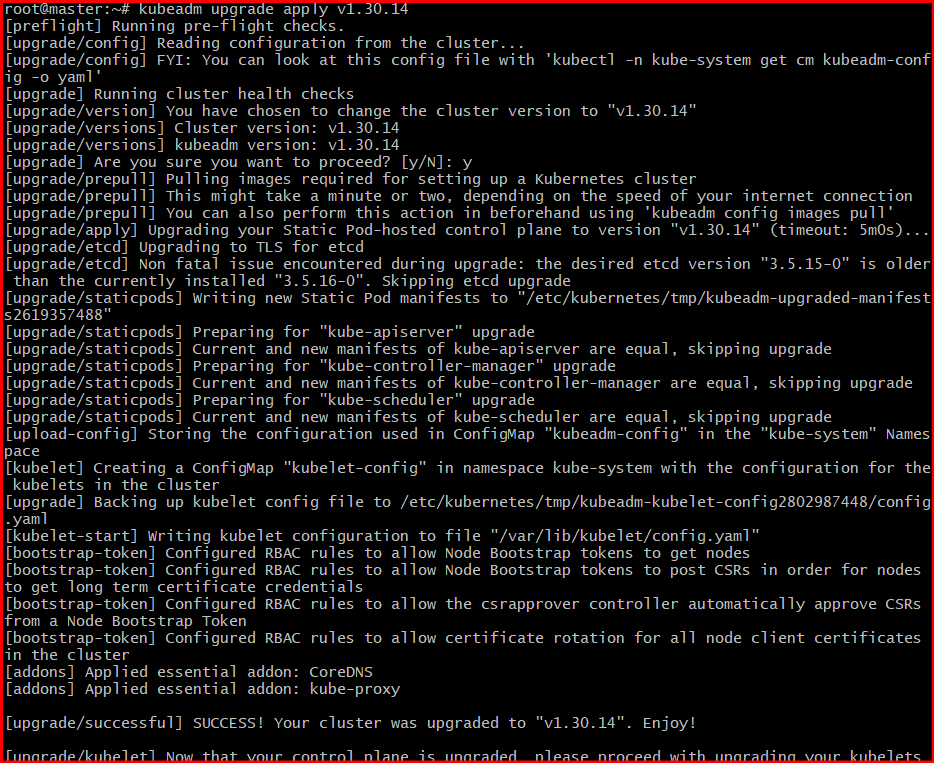 root@master:~# kubeadm upgrade apply v1.30.14
[preflight] Running pre-flight checks.
[upgrade/config] Reading configuration from the cluster...
[upgrade/config] FYI: You can look at this config file with 'kubectl -n kube-system get cm kubeadm-conf
ig -o yaml'
[upgrade] Running cluster health checks
[upgrade/version] You have chosen to change the cluster version to "v1.30.14"
[upgrade/versions] Cluster version: v1.30.14
[upgrade/versions] kubeadm version: v1.30.14
[upgrade] Are you sure you want to proceed? [y/N]: y
[upgrade/prepull] Pulling images required for setting up a Kubernetes cluster
[upgrade/prepull] This might take a minute or two, depending on the speed of your internet connection
[upgrade/prepull] You can also perform this action in beforehand using 'kubeadm config images pull'
[upgrade/apply] Upgrading your Static Pod-hosted control plane to version "v1.30.14" (timeout: 5m0s)...
[upgrade/etcd] Upgrading to TLS for etcd
[upgrade/etcd] Non fatal issue encountered during upgrade: the desired etcd version "3.5.15-0" is older
 than the currently installed "3.5.16-0". Skipping etcd upgrade
[upgrade/staticpods] Writing new Static Pod manifests to "/etc/kubernetes/tmp/kubeadm-upgraded-manifest
s2619357488"
[upgrade/staticpods] Preparing for "kube-apiserver" upgrade
[upgrade/staticpods] Current and new manifests of kube-apiserver are equal, skipping upgrade
[upgrade/staticpods] Preparing for "kube-controller-manager" upgrade
[upgrade/staticpods] Current and new manifests of kube-controller-manager are equal, skipping upgrade
[upgrade/staticpods] Preparing for "kube-scheduler" upgrade
[upgrade/staticpods] Current and new manifests of kube-scheduler are equal, skipping upgrade
[upload-config] Storing the configuration used in ConfigMap "kubeadm-config" in the "kube-system" Names
pace
[kubelet] Creating a ConfigMap "kubelet-config" in namespace kube-system with the configuration for the
 kubelets in the cluster
[upgrade] Backing up kubelet config file to /etc/kubernetes/tmp/kubeadm-kubelet-config2802987448/config
.yaml
[kubelet-start] Writing kubelet configuration to file "/var/lib/kubelet/config.yaml"
[bootstrap-token] Configured RBAC rules to allow Node Bootstrap tokens to get nodes
[bootstrap-token] Configured RBAC rules to allow Node Bootstrap tokens to post CSRs in order for nodes
to get long term certificate credentials
[bootstrap-token] Configured RBAC rules to allow the csrapprover controller automatically approve CSRs
from a Node Bootstrap Token
[bootstrap-token] Configured RBAC rules to allow certificate rotation for all node client certificates
in the cluster
[addons] Applied essential addon: CoreDNS
[addons] Applied essential addon: kube-proxy
[upgrade/successful] SUCCESS! Your cluster was upgraded to "v1.30.14". Enjoy!
[upgrade/kubelet] Now that your control plane is upgraded, please proceed with upgrading your kubelets